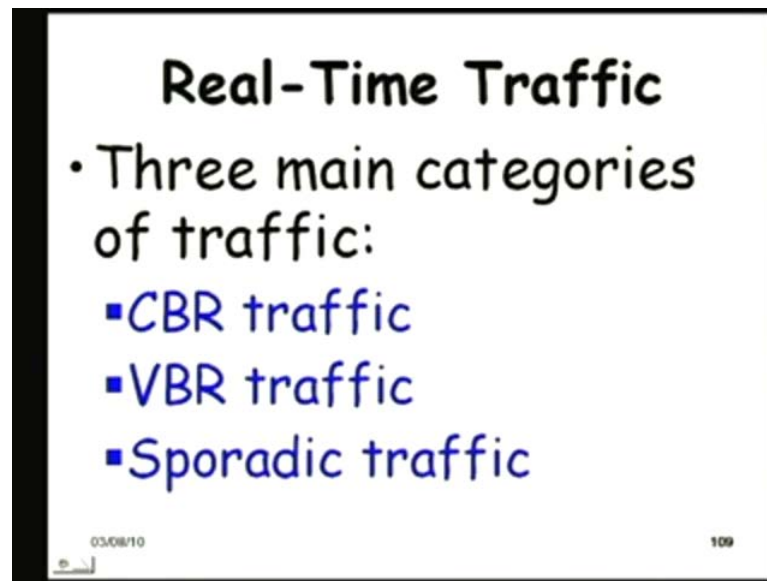 Real-Time Traffic
• Three main categories
of traffic:
▪CBR traffic
▪VBR traffic
▪Sporadic traffic
03/08/10
109